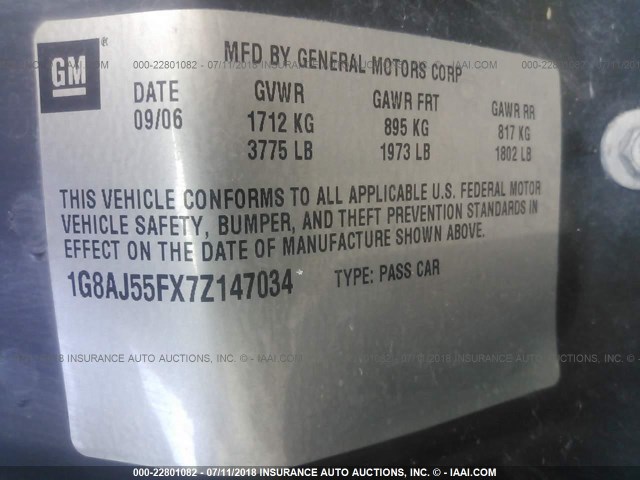 GM
®
MFD BY GENERAL MOTORS CORP
DATE GVWR GAWR FRT GAWR RR
09/06 1712 KG 895 KG 817 KG
3775 LB 1973 LB 1802 LB
THIS VEHICLE CONFORMS TO ALL APPLICABLE U.S. FEDERAL MOTOR
VEHICLE SAFETY, BUMPER, AND THEFT PREVENTION STANDARDS IN
EFFECT ON THE DATE OF MANUFACTURE SHOWN ABOVE.
1G8AJ55FX7Z147034 TYPE: PASS CAR
000-22801082 - 07/11/2018 INSURANCE AUTO AUCTIONS, INC. - © IAAI.COM